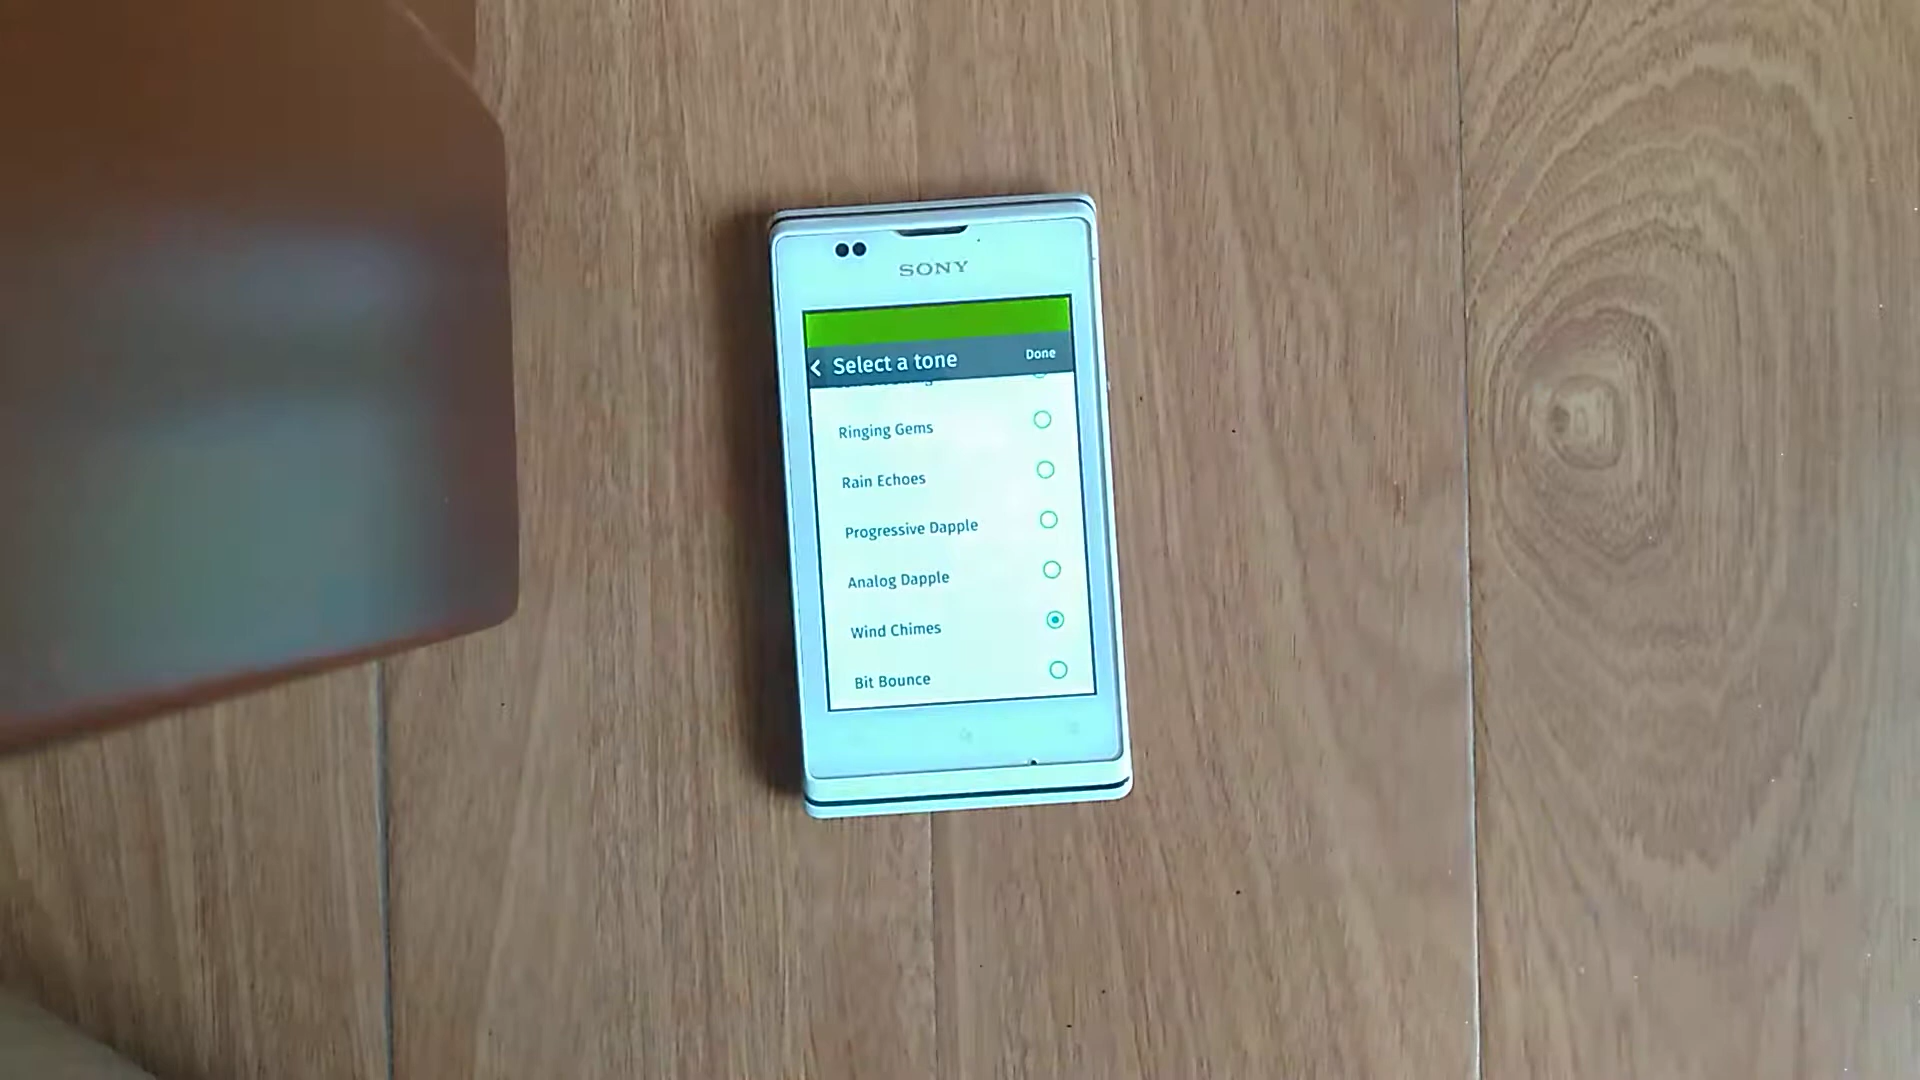 SONY
Select a tone
Done
Ringing Gems
Rain Echoes
Progressive Dapple
Analog Dapple
Wind Chimes
Bit Bounce